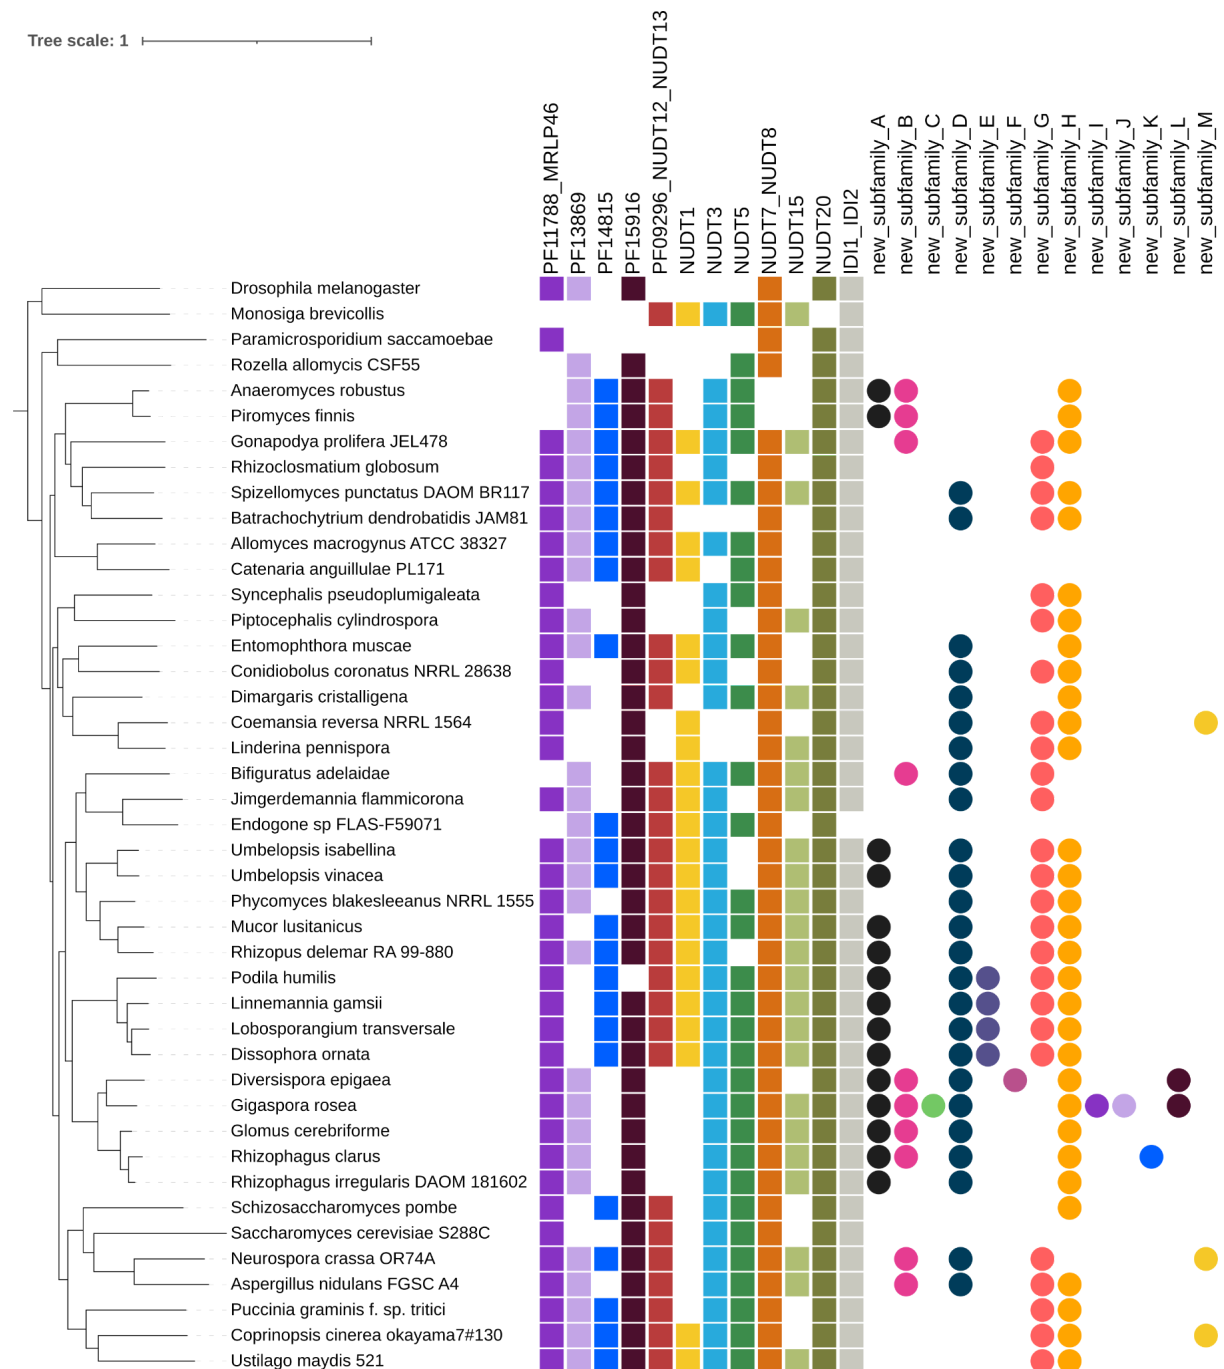 Tree scale: 1
PF11788_MRLP46
PF13869
PF14815
PF15916
PF09296_NUDT12_NUDT13
NUDT1
NUDT3
NUDT5
NUDT7_NUDT8
NUDT15
NUDT20
IDI1_IDI2
new_subfamily_A
new_subfamily_B
new_subfamily_C
new_subfamily_D
new_subfamily_E
new_subfamily_F
new_subfamily_G
new_subfamily_H
new_subfamily_I
new_subfamily_J
new_subfamily_K
new_subfamily_L
new_subfamily_M
Drosophila melanogaster
Monosiga brevicollis
Paramicrosporidium saccamoebae
Rozella allomycis CSF55
Anaeromyces robustus
Piromyces finnis
Gonapodya prolifera JEL478
Rhizoclosmatium globosum
Spizellomyces punctatus DAOM BR117
Batrachochytrium dendrobatidis JAM81
Allomyces macrogynus ATCC 38327
Catenaria anguillulae PL171
Syncephalis pseudoplumigaleata
Piptocephalis cylindrospora
Entomophthora muscae
Conidiobolus coronatus NRRL 28638
Dimargaris cristalligena
Coemansia reversa NRRL 1564
Linderina pennispora
Bifiguratus adelaidae
Jimgerdemannia flammicorona
Endogone sp FLAS-F59071
Umbelopsis isabellina
Umbelopsis vinacea
Phycomyces blakesleeanus NRRL 1555
Mucor lusitanicus
Rhizopus delemar RA 99-880
Podila humilis
Linnemannia gamsii
Lobosporangium transversale
Dissophora ornata
Diversispora epigaea
Gigaspora rosea
Glomus cerebriforme
Rhizophagus clarus
Rhizophagus irregularis DAOM 181602
Schizosaccharomyces pombe
Saccharomyces cerevisiae S288C
Neurospora crassa OR74A
Aspergillus nidulans FGSC A4
Puccinia graminis f. sp. tritici
Coprinopsis cinerea okayama7#130
Ustilago maydis 521